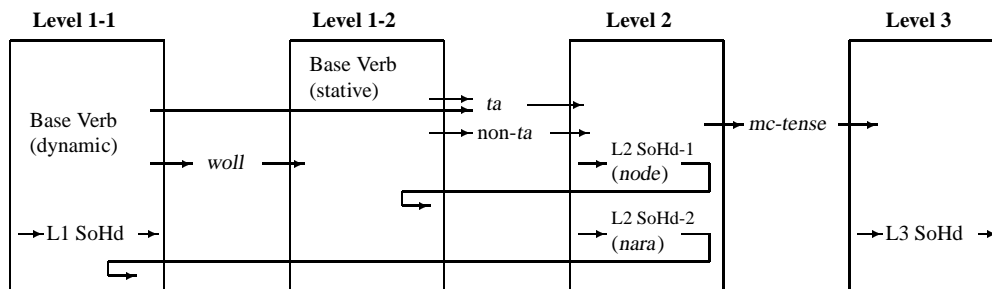 Level 1-1 Level 1-2 Level 2 Level 3
Base Verb
(stative)
ta
Base Verb
(dynamic)
non-ta
mc-tense
woll
L2 SoHd-1
(node)
L1 SoHd
L2 SoHd-2
(nara)
L3 SoHd